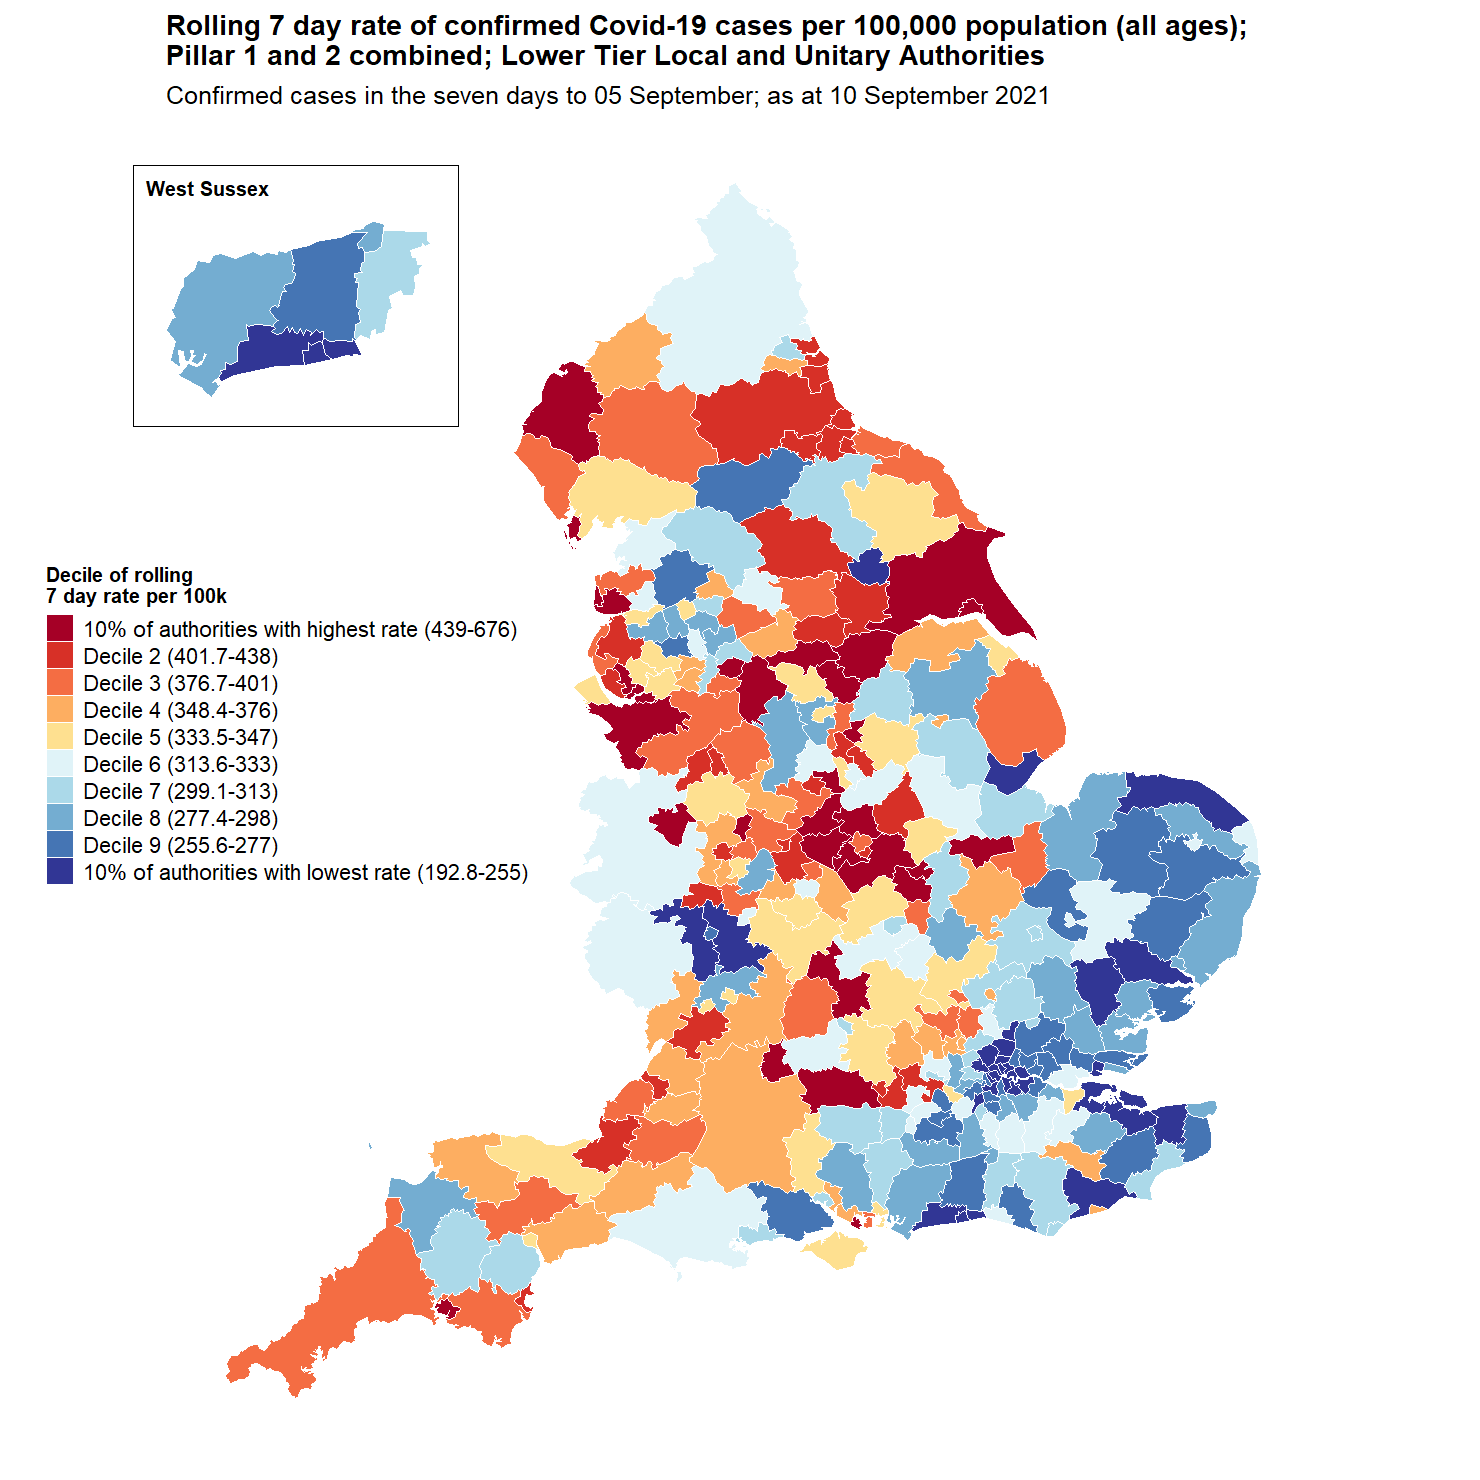 Rolling 7 day rate of confirmed Covid-19 cases per 100,000 population (all ages);
Pillar 1 and 2 combined; Lower Tier Local and Unitary Authorities
Confirmed cases in the seven days to 05 September; as at 10 September 2021
West Sussex
Decile of rolling
7 day rate per 100k
10% of authorities with highest rate (439-676)
Decile 2 (401.7-438)
Decile 3 (376.7-401)
Decile 4 (348.4-376)
Decile 5 (333.5-347)
Decile 6 (313.6-333)
Decile 7 (299.1-313)
Decile 8 (277.4-298)
Decile 9 (255.6-277)
10% of authorities with lowest rate (192.8-255)